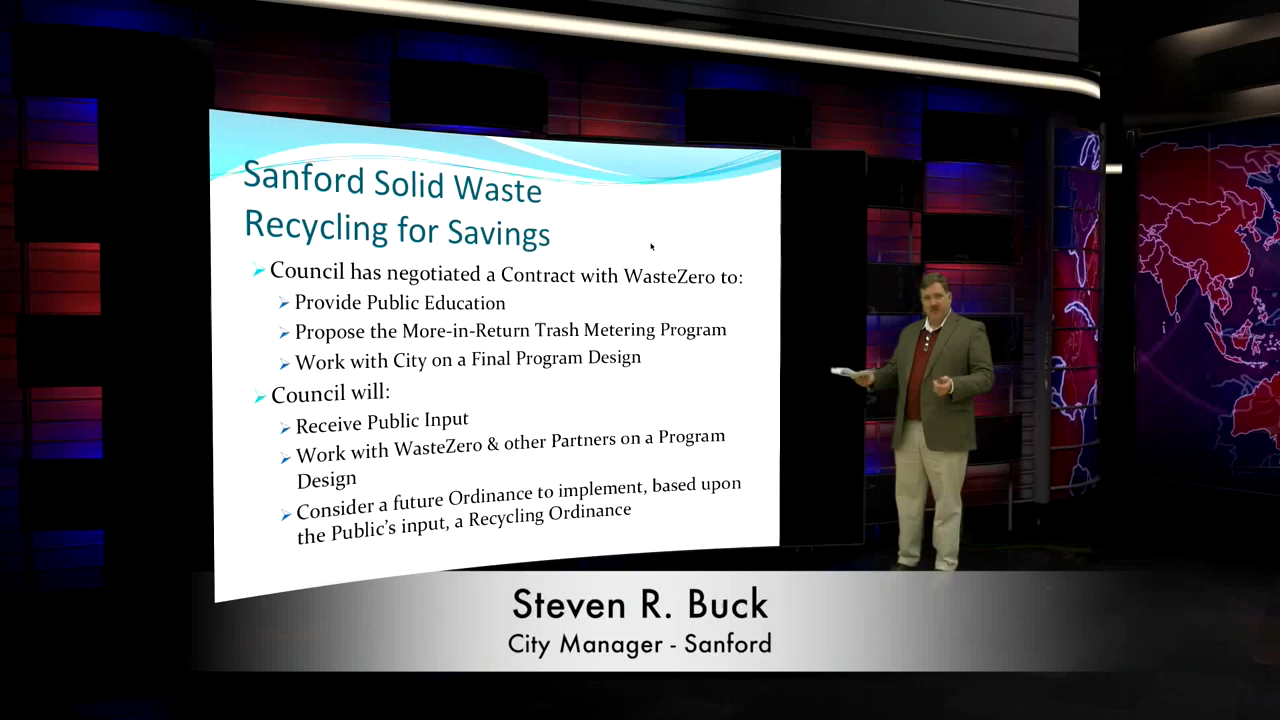 Sanford Solid Waste
Recycling for Savings
Council has negotiated a Contract with WasteZero to:
Provide Public Education
Propose the More-in-Return Trash Metering Program
Work with City on a Final Program Design
Council will:
Receive Public Input
Work with WasteZero & other Partners on a Program
Design
Consider a future Ordinance to implement, based upon
the Public's input, a Recycling Ordinance
Steven R. Buck
City Manager - Sanford